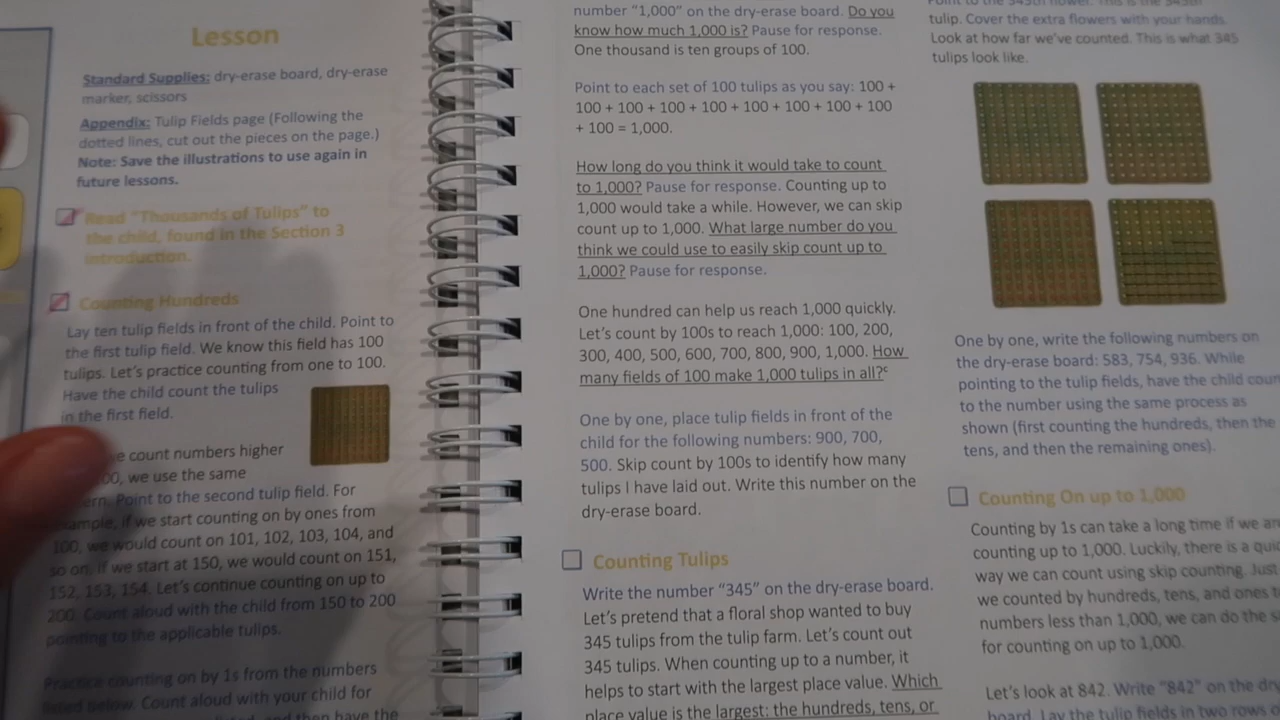 Lesson
Standard Supplies: dry-erase board, dry-erase
marker, scissors
Appendix: Tulip Fields page (Following the
dotted lines, cut out the pieces on the page.)
Note: Save the illustrations to use again in
future lessons.
Read "Thousands of Tulips" to
the child, found in the Section 3
introduction.
Counting Hundreds
Lay ten tulip fields in front of the child. Point to
the first tulip field. We know this field has 100
tulips. Let's practice counting from one to 100.
Have the child count the tulips
in the first field.
e count numbers higher
00, we use the same
ern. Point to the second tulip field. For
ample, if we start counting on by ones from
100, we would count on 101, 102, 103, 104, and
so on. If we start at 150, we would count on 151,
152, 153, 154. Let's continue counting on up to
200. Count aloud with the child from 150 to 200
pointing to the applicable tulips.
Practice counting on by 1s from the numbers
listed below. Count aloud with your child for
and then have the
number "1,000" on the dry-erase board. Do you
know how much 1,000 is? Pause for response.
One thousand is ten groups of 100.
Point to each set of 100 tulips as you say: 100 +
100 + 100 + 100 + 100 + 100 + 100 + 100 + 100
+ 100 = 1,000.
How long do you think it would take to count
to 1,000? Pause for response. Counting up to
1,000 would take a while. However, we can skip
count up to 1,000. What large number do you
think we could use to easily skip count up to
1,000? Pause for response.
One hundred can help us reach 1,000 quickly.
Let's count by 100s to reach 1,000: 100, 200,
300, 400, 500, 600, 700, 800, 900, 1,000. How
many fields of 100 make 1,000 tulips in all?ᶜ
One by one, place tulip fields in front of the
child for the following numbers: 900, 700,
500. Skip count by 100s to identify how many
tulips I have laid out. Write this number on the
dry-erase board.
Counting Tulips
Write the number "345" on the dry-erase board.
Let's pretend that a floral shop wanted to buy
345 tulips from the tulip farm. Let's count out
345 tulips. When counting up to a number, it
helps to start with the largest place value. Which
place value is the largest: the hundreds, tens, or
Point to the 345th flower. This is the 345th
tulip. Cover the extra flowers with your hands.
Look at how far we've counted. This is what 345
tulips look like.
One by one, write the following numbers on
the dry-erase board: 583, 754, 936. While
pointing to the tulip fields, have the child coun
to the number using the same process as
shown (first counting the hundreds, then the
tens, and then the remaining ones).
Counting On up to 1,000
Counting by 1s can take a long time if we are
counting up to 1,000. Luckily, there is a quic
way we can count using skip counting. Just
we counted by hundreds, tens, and ones t
numbers less than 1,000, we can do the s
for counting on up to 1,000.
Let's look at 842. Write "842" on the dry
board. Lay the tulip fields in two rows o